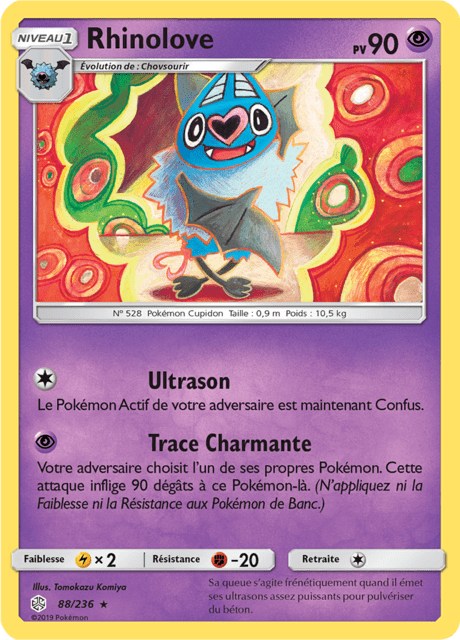 NIVEAU 1
Rhinolove
PV 90
Évolution de : Chovsourir
N° 528 Pokémon Cupidon Taille : 0,9 m Poids : 10,5 kg
Ultrason
Le Pokémon Actif de votre adversaire est maintenant Confus.
Trace Charmante
Votre adversaire choisit l'un de ses propres Pokémon. Cette
attaque inflige 90 dégâts à ce Pokémon-là. (N'appliquez ni la
Faiblesse ni la Résistance aux Pokémon de Banc.)
Faiblesse × 2 Résistance -20 Retraite
Illus. Tomokazu Komiya
Sa queue s'agite frénétiquement quand il émet
ses ultrasons assez puissants pour pulvériser
du béton.
88/236 ★
©2019 Pokémon